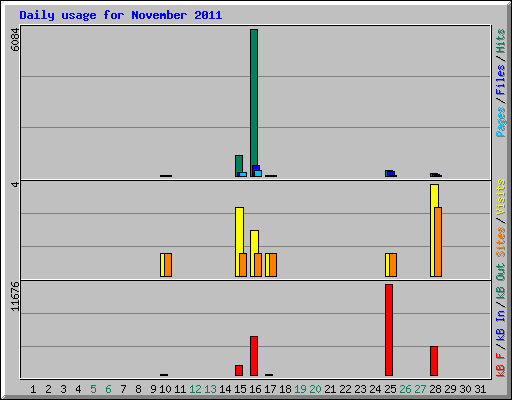 Daily usage for November 2011
6084
4
11676
Pages / Files / Hits
Sites / Visits
kB F / kB In / kB Out
1 2 3 4 5 6 7 8 9 10 11 12 13 14 15 16 17 18 19 20 21 22 23 24 25 26 27 28 29 30 31